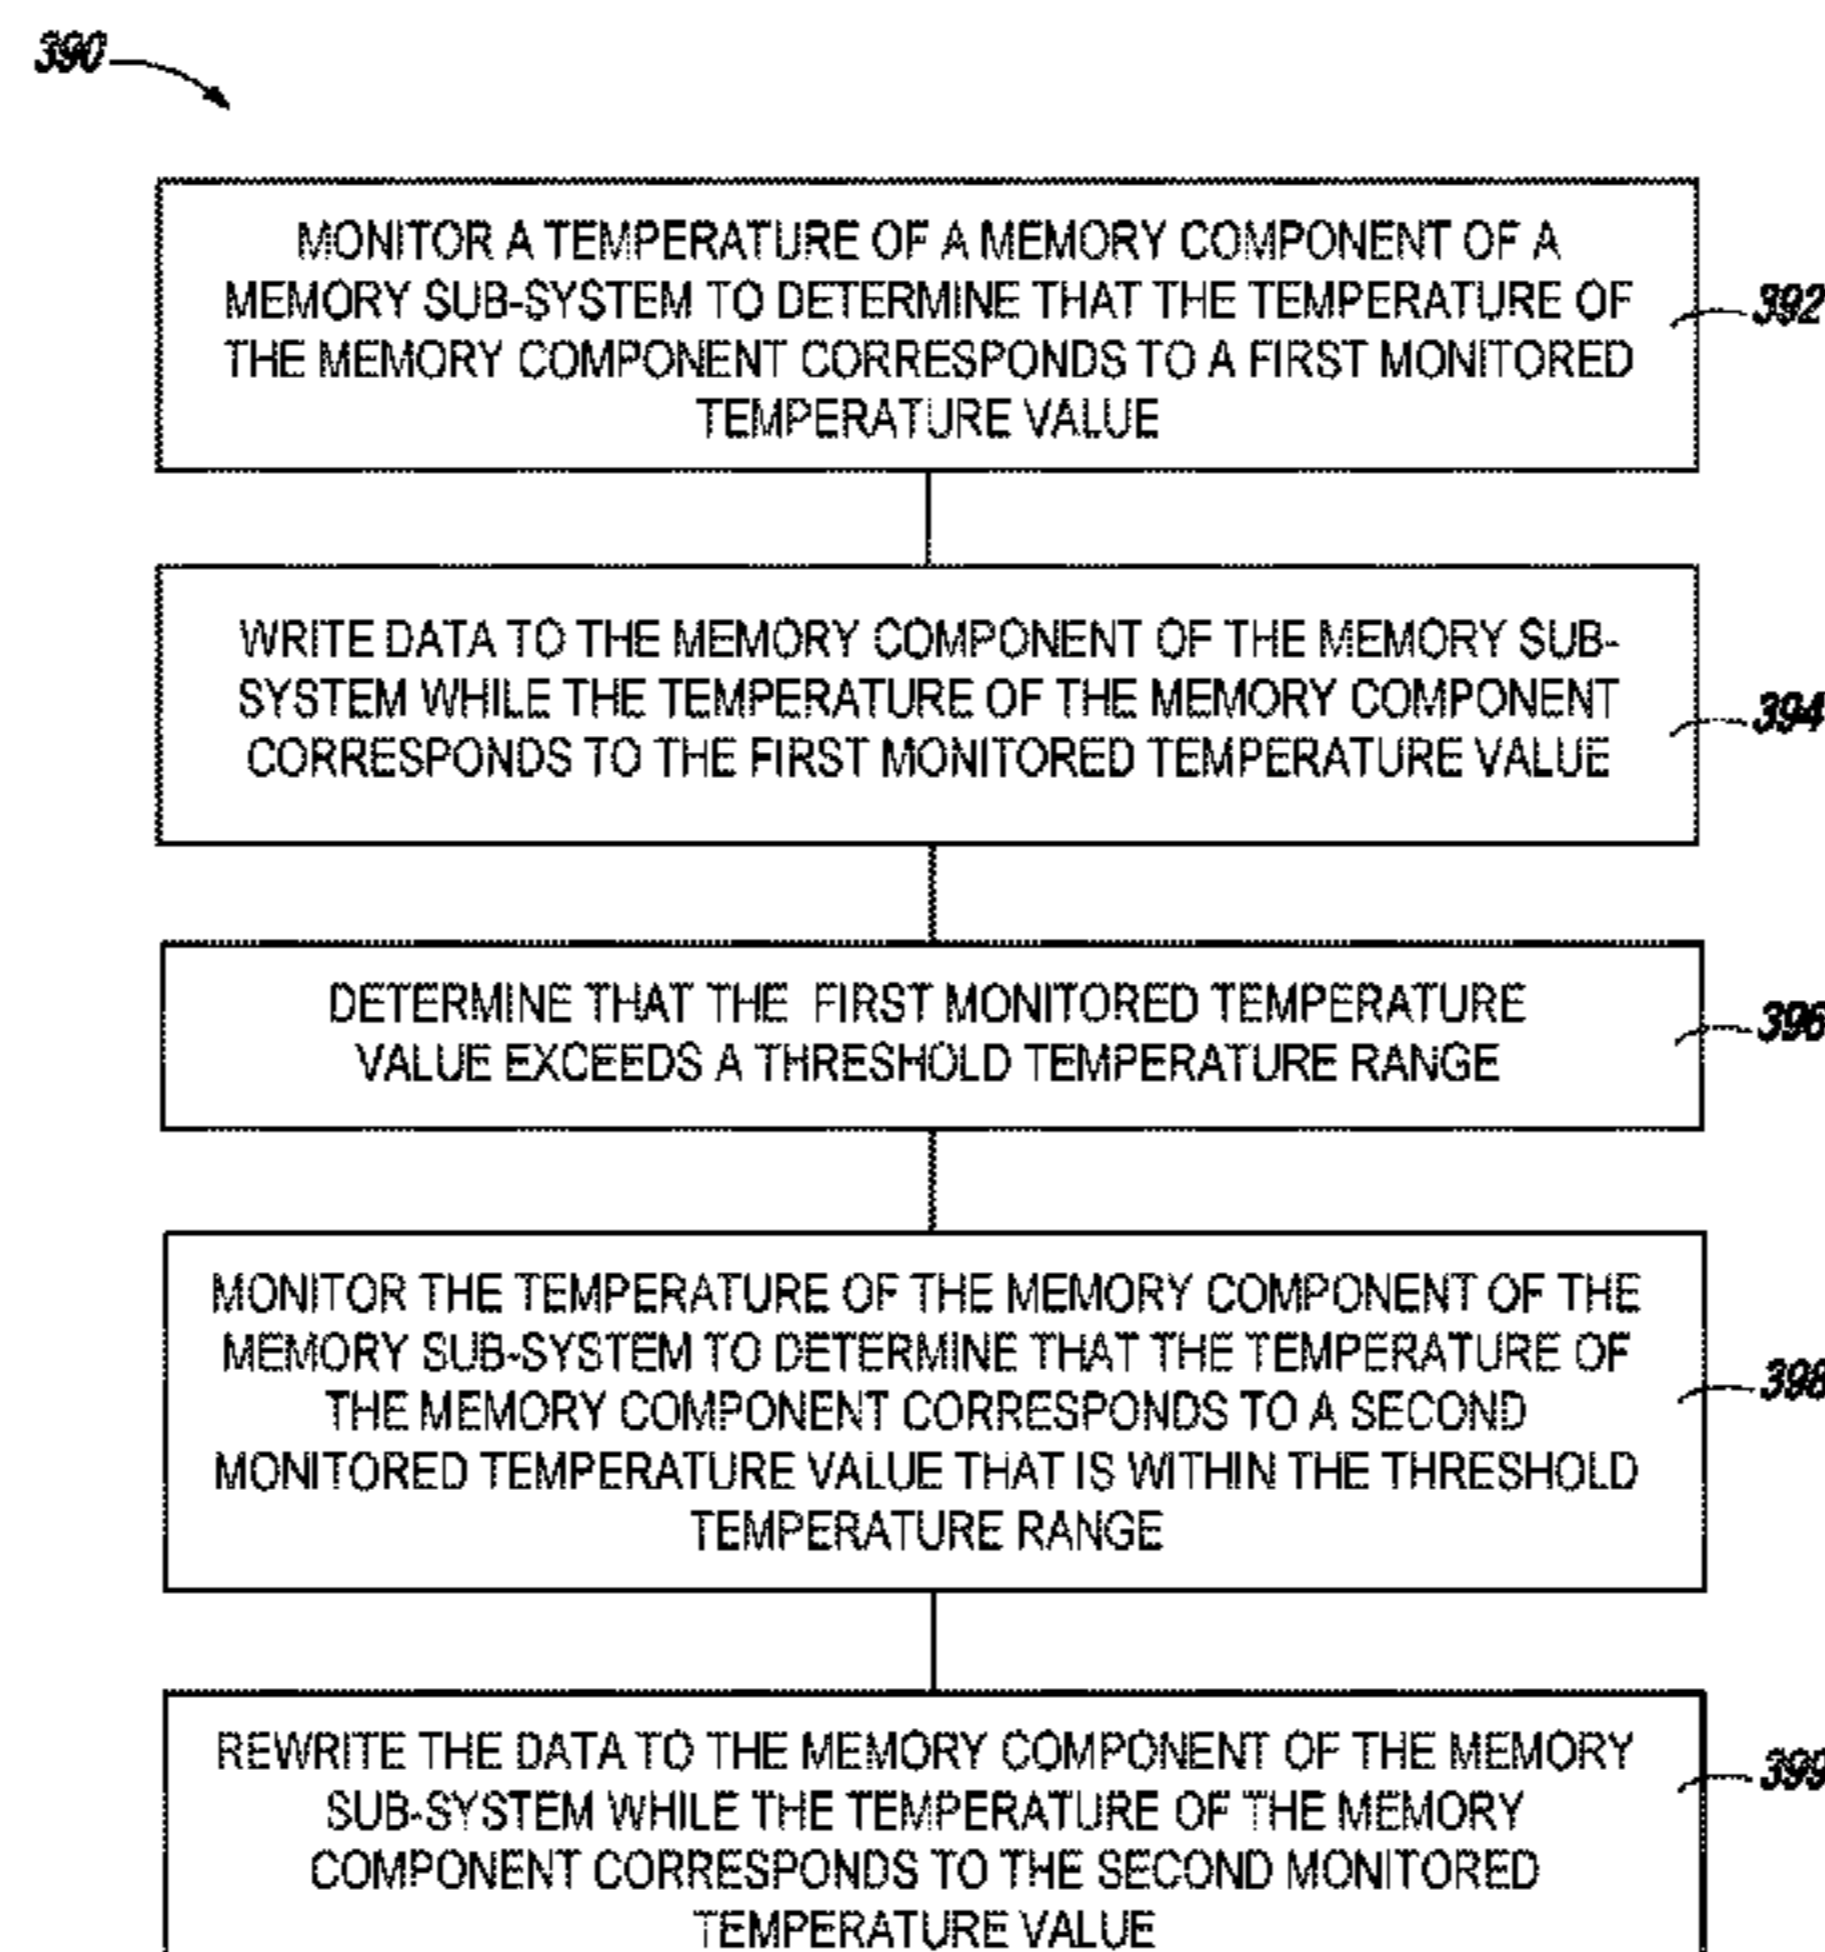 390
MONITOR A TEMPERATURE OF A MEMORY COMPONENT OF A
MEMORY SUB-SYSTEM TO DETERMINE THAT THE TEMPERATURE OF
THE MEMORY COMPONENT CORRESPONDS TO A FIRST MONITORED
TEMPERATURE VALUE
392
WRITE DATA TO THE MEMORY COMPONENT OF THE MEMORY SUB-
SYSTEM WHILE THE TEMPERATURE OF THE MEMORY COMPONENT
CORRESPONDS TO THE FIRST MONITORED TEMPERATURE VALUE
394
DETERMINE THAT THE FIRST MONITORED TEMPERATURE
VALUE EXCEEDS A THRESHOLD TEMPERATURE RANGE
396
MONITOR THE TEMPERATURE OF THE MEMORY COMPONENT OF THE
MEMORY SUB-SYSTEM TO DETERMINE THAT THE TEMPERATURE OF
THE MEMORY COMPONENT CORRESPONDS TO A SECOND
MONITORED TEMPERATURE VALUE THAT IS WITHIN THE THRESHOLD
TEMPERATURE RANGE
398
REWRITE THE DATA TO THE MEMORY COMPONENT OF THE MEMORY
SUB-SYSTEM WHILE THE TEMPERATURE OF THE MEMORY
COMPONENT CORRESPONDS TO THE SECOND MONITORED
TEMPERATURE VALUE
399